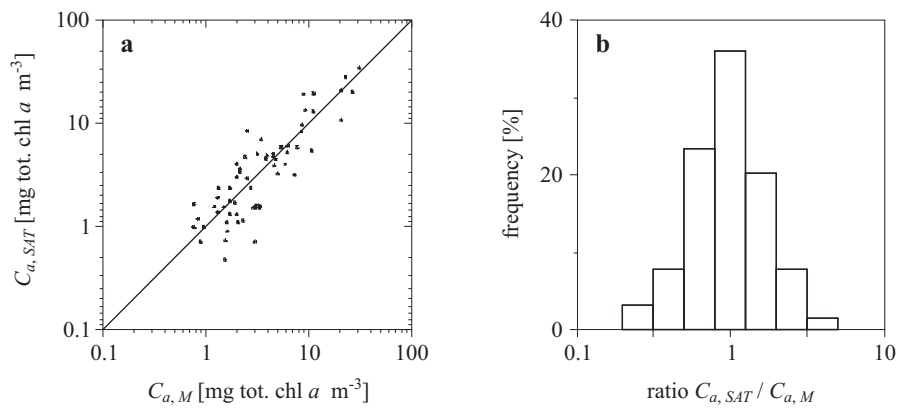 a
100
10
1
0.1
0.1 1 10 100
C_{a, SAT} [mg tot. chl a m⁻³]
C_{a, M} [mg tot. chl a m⁻³]
b
40
20
0
0.1 1 10
frequency [%]
ratio C_{a, SAT} / C_{a, M}